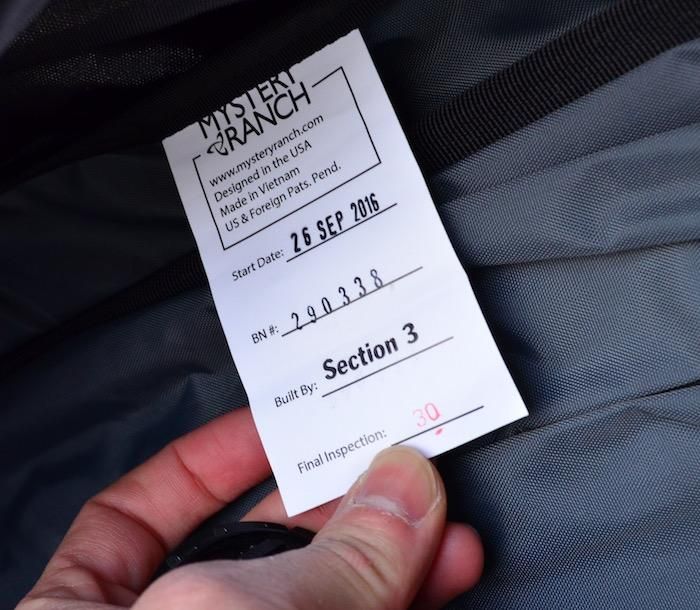 MYSTERY
RANCH
www.mysteryranch.com
Designed in the USA
Made in Vietnam
US & Foreign Pats. Pend.
Start Date: 26 SEP 2016
BN #: 290338
Built By: Section 3
Final Inspection: 30